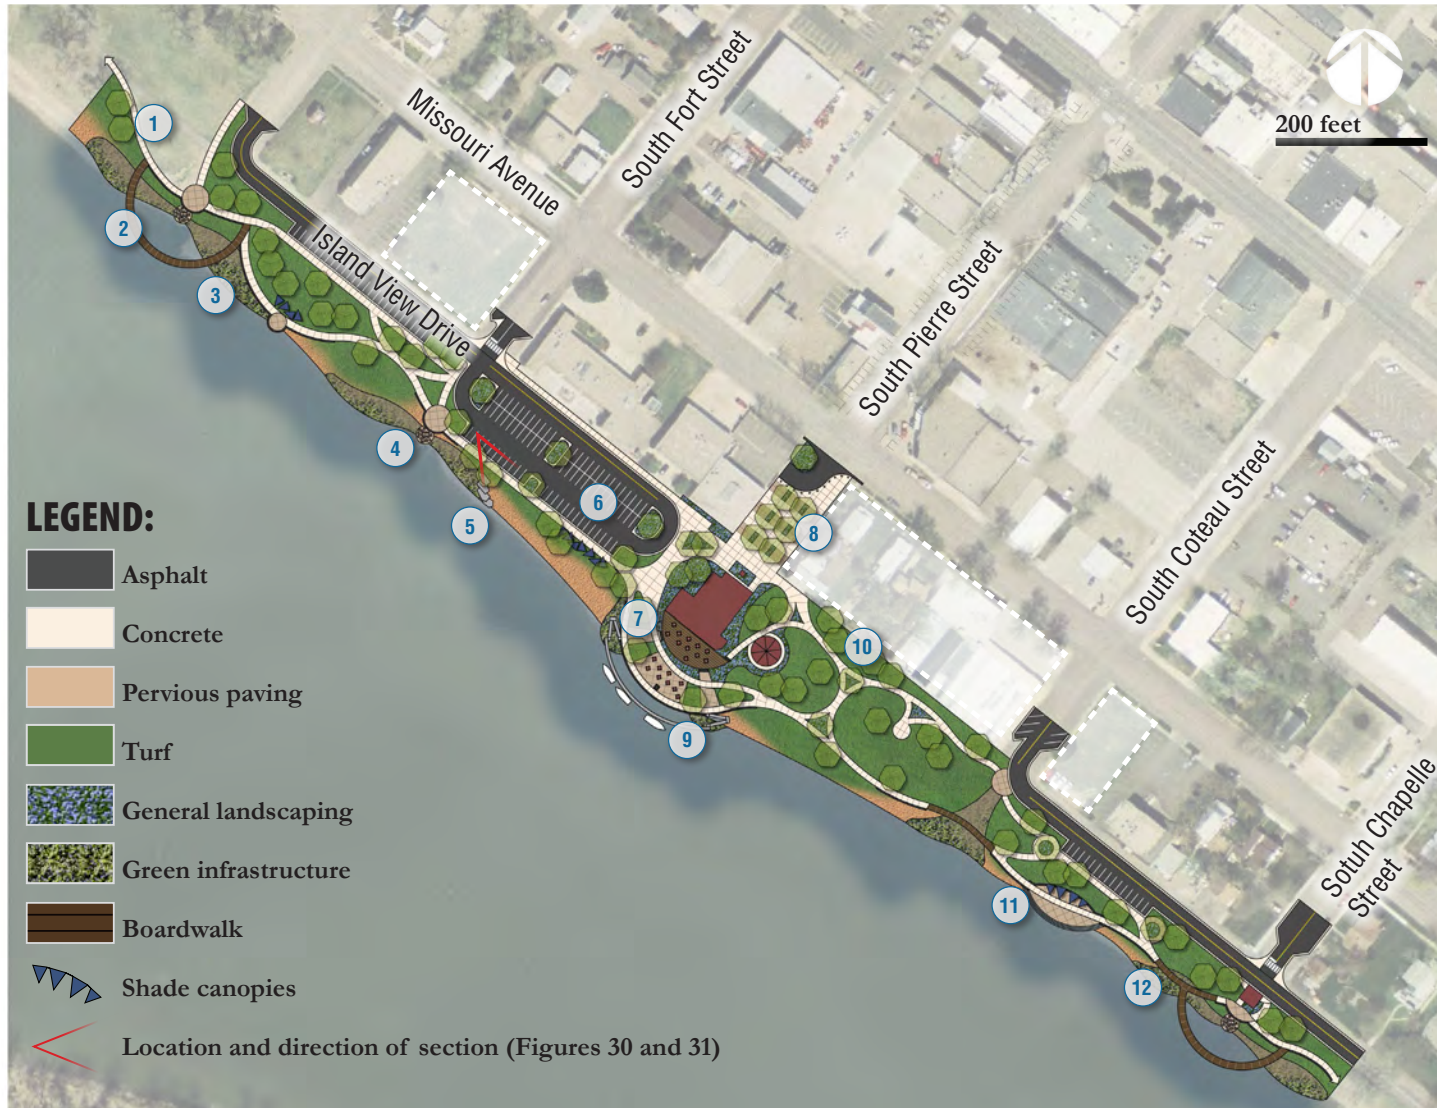 1
2
3
4
5
6
7
8
9
10
11
12
Missouri Avenue
South Fort Street
Island View Drive
South Pierre Street
South Coteau Street
Sotuh Chapelle
Street
200 feet
LEGEND:
Asphalt
Concrete
Pervious paving
Turf
General landscaping
Green infrastructure
Boardwalk
Shade canopies
Location and direction of section (Figures 30 and 31)